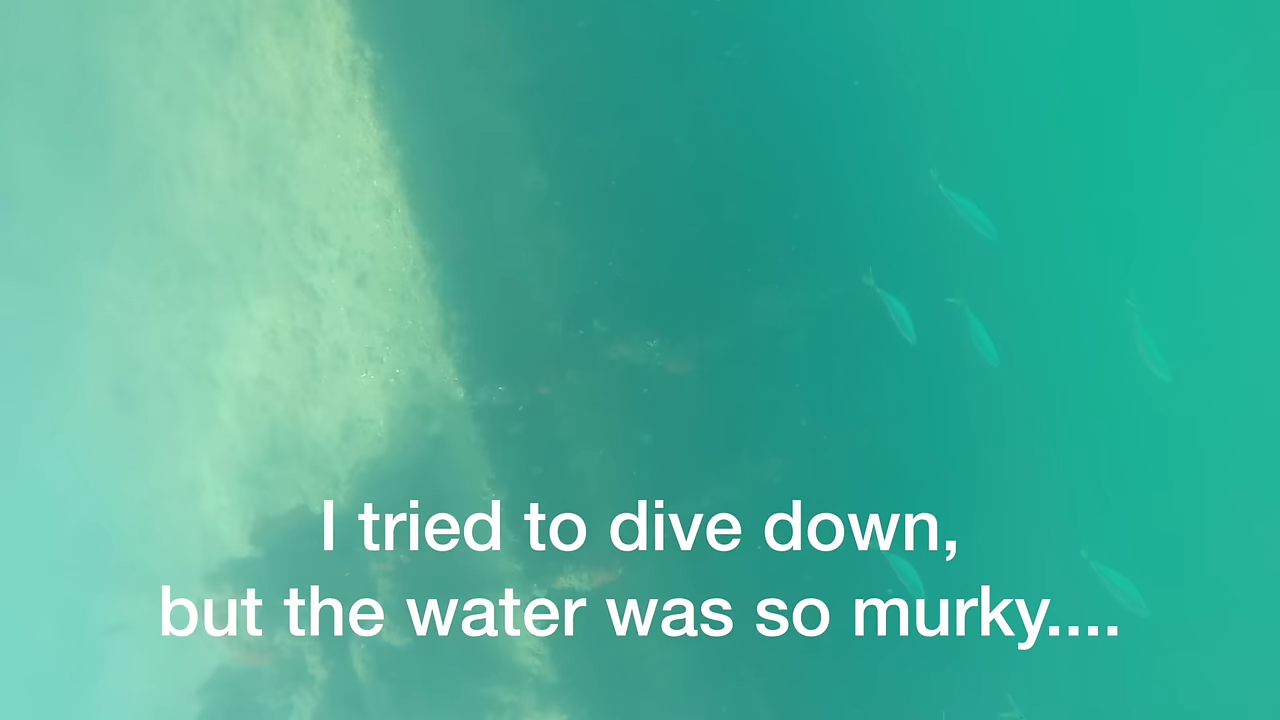 I tried to dive down,
but the water was so murky....